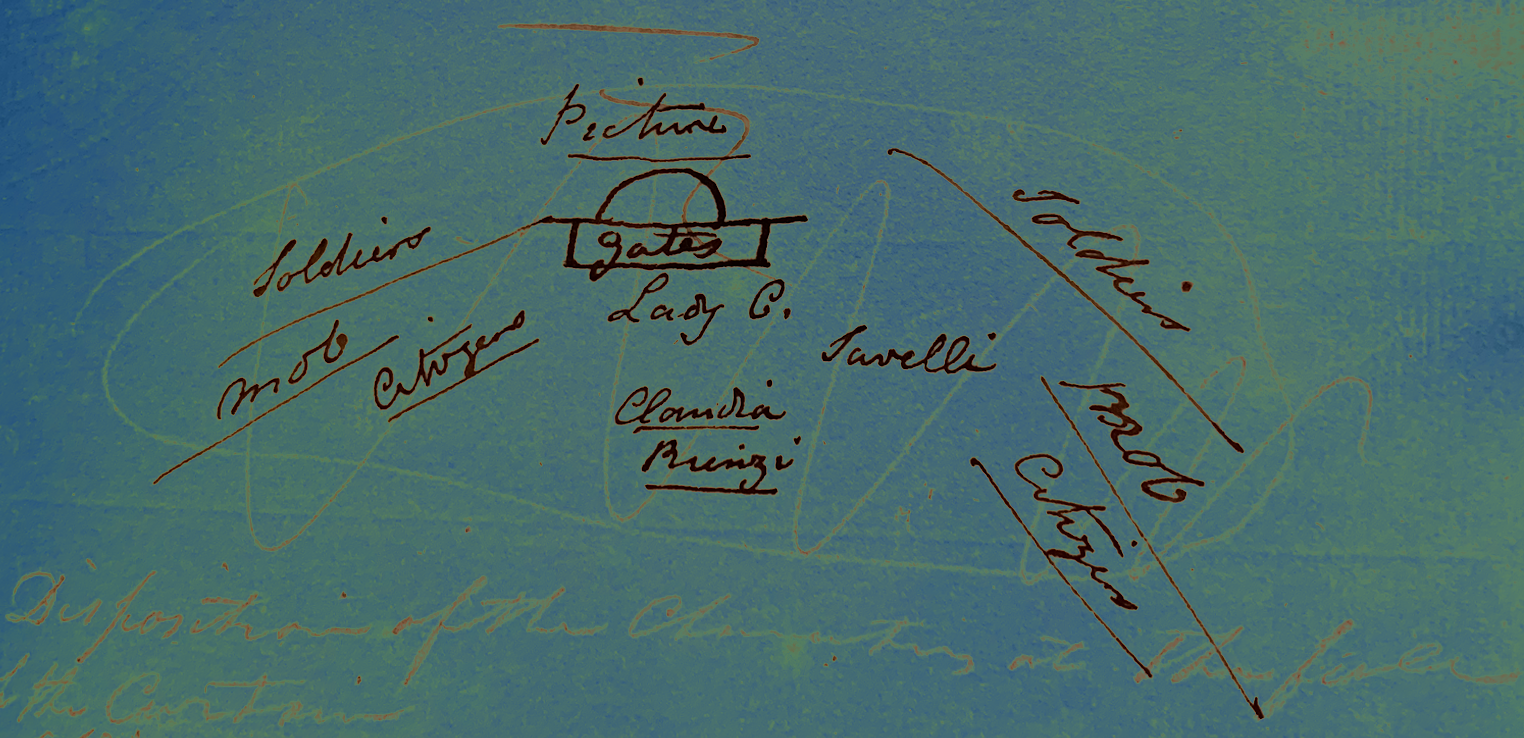 Picture
Soldiers
gates
Soldiers
Lady C.
mob
Citizens
Savelli
Claudia
mob
Rienzi
Citizens
Disposition of the Characters at the fall
of the Curtain